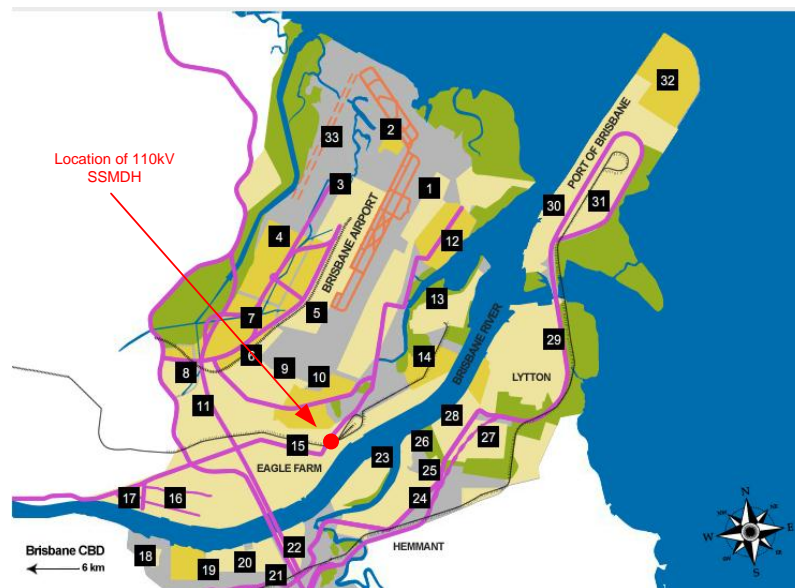 32
33
2
PORT OF BRISBANE
Location of 110kV
SSMDH
3
1
30
31
4
BRISBANE AIRPORT
12
13
5
7
BRISBANE RIVER
29
6
14
8
9
10
LYTTON
11
28
15
26
27
EAGLE FARM
23
25
17
16
24
22
HEMMANT
N
W
E
S
Brisbane CBD
6 km
18
19
20
21